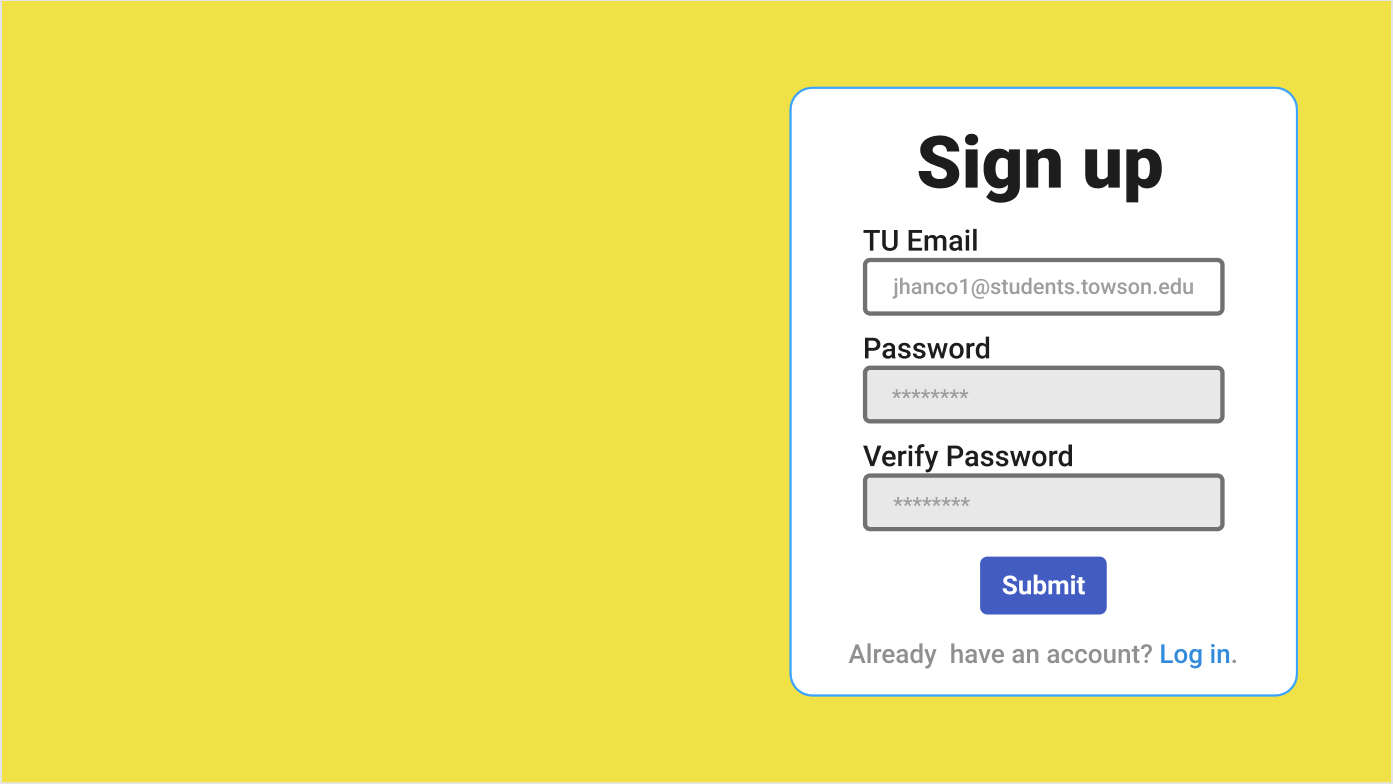 Sign up
TU Email
jhanco1@students.towson.edu
Password
********
Verify Password
********
Submit
Already  have an account? Log in.